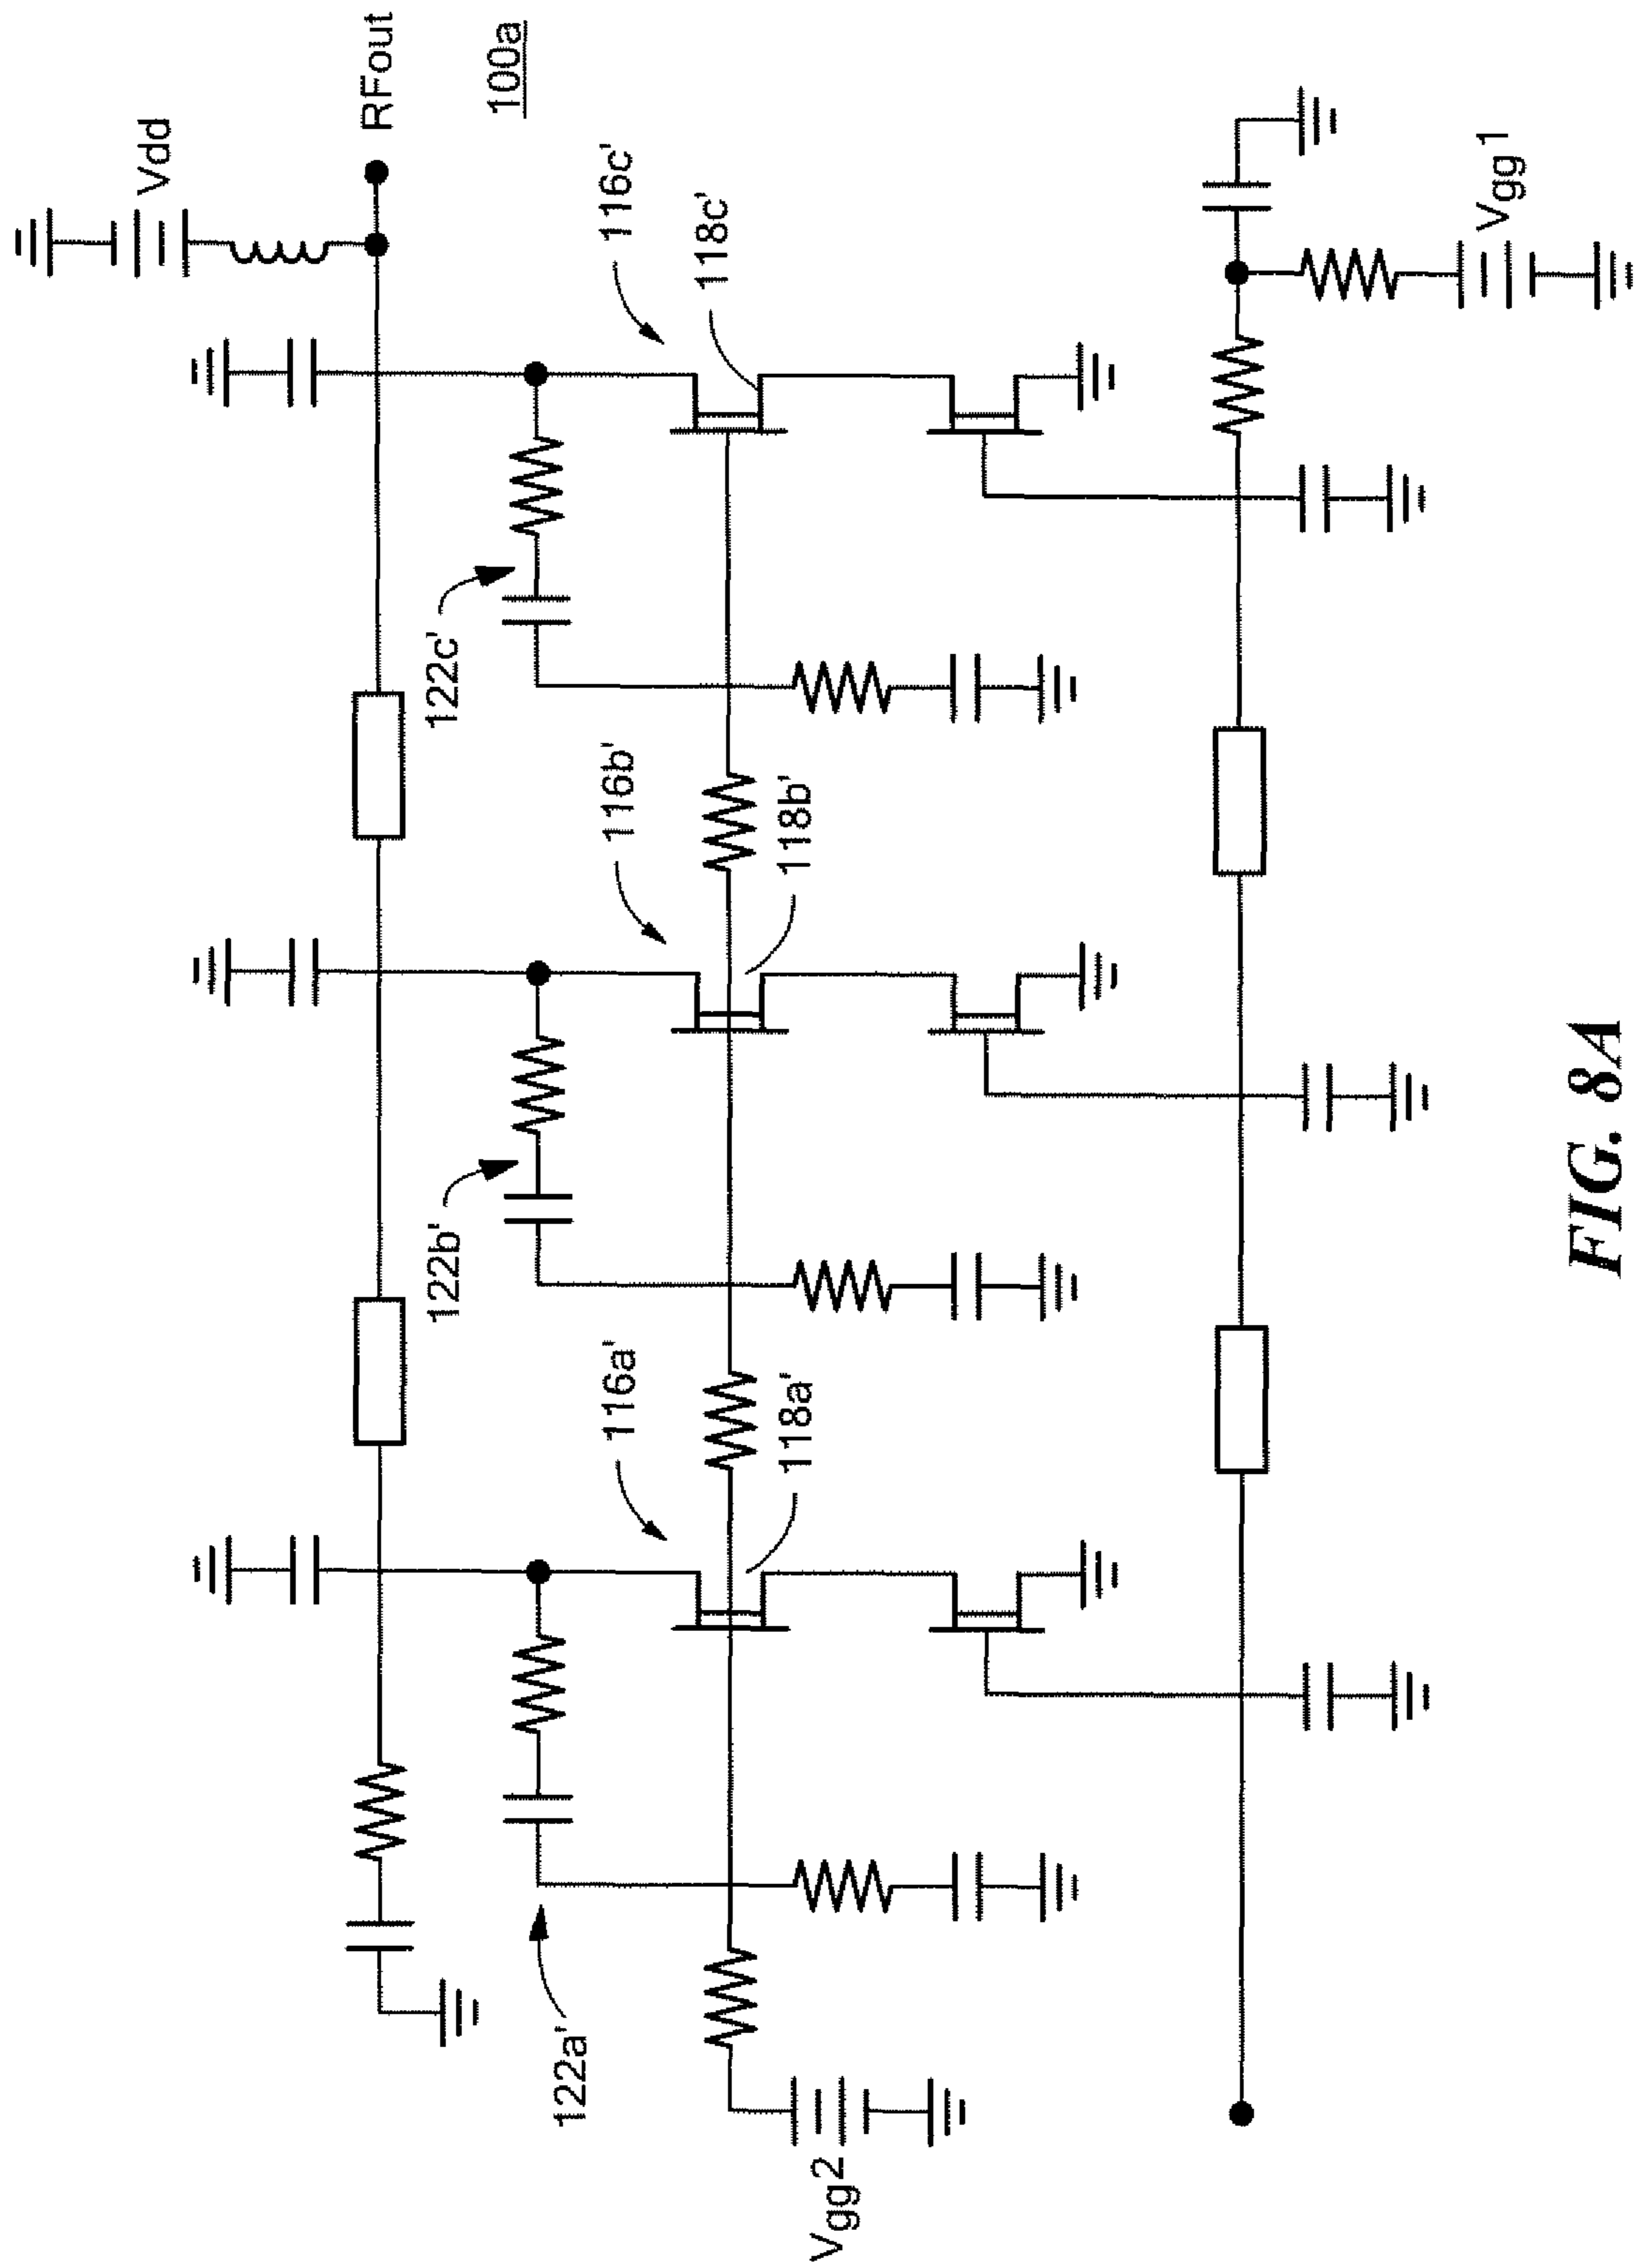 Vdd
RFout
100a
116c'
118c'
122c'
116b'
118b'
122b'
116a'
118a'
122a'
Vgg2
Vgg1
FIG. 8A